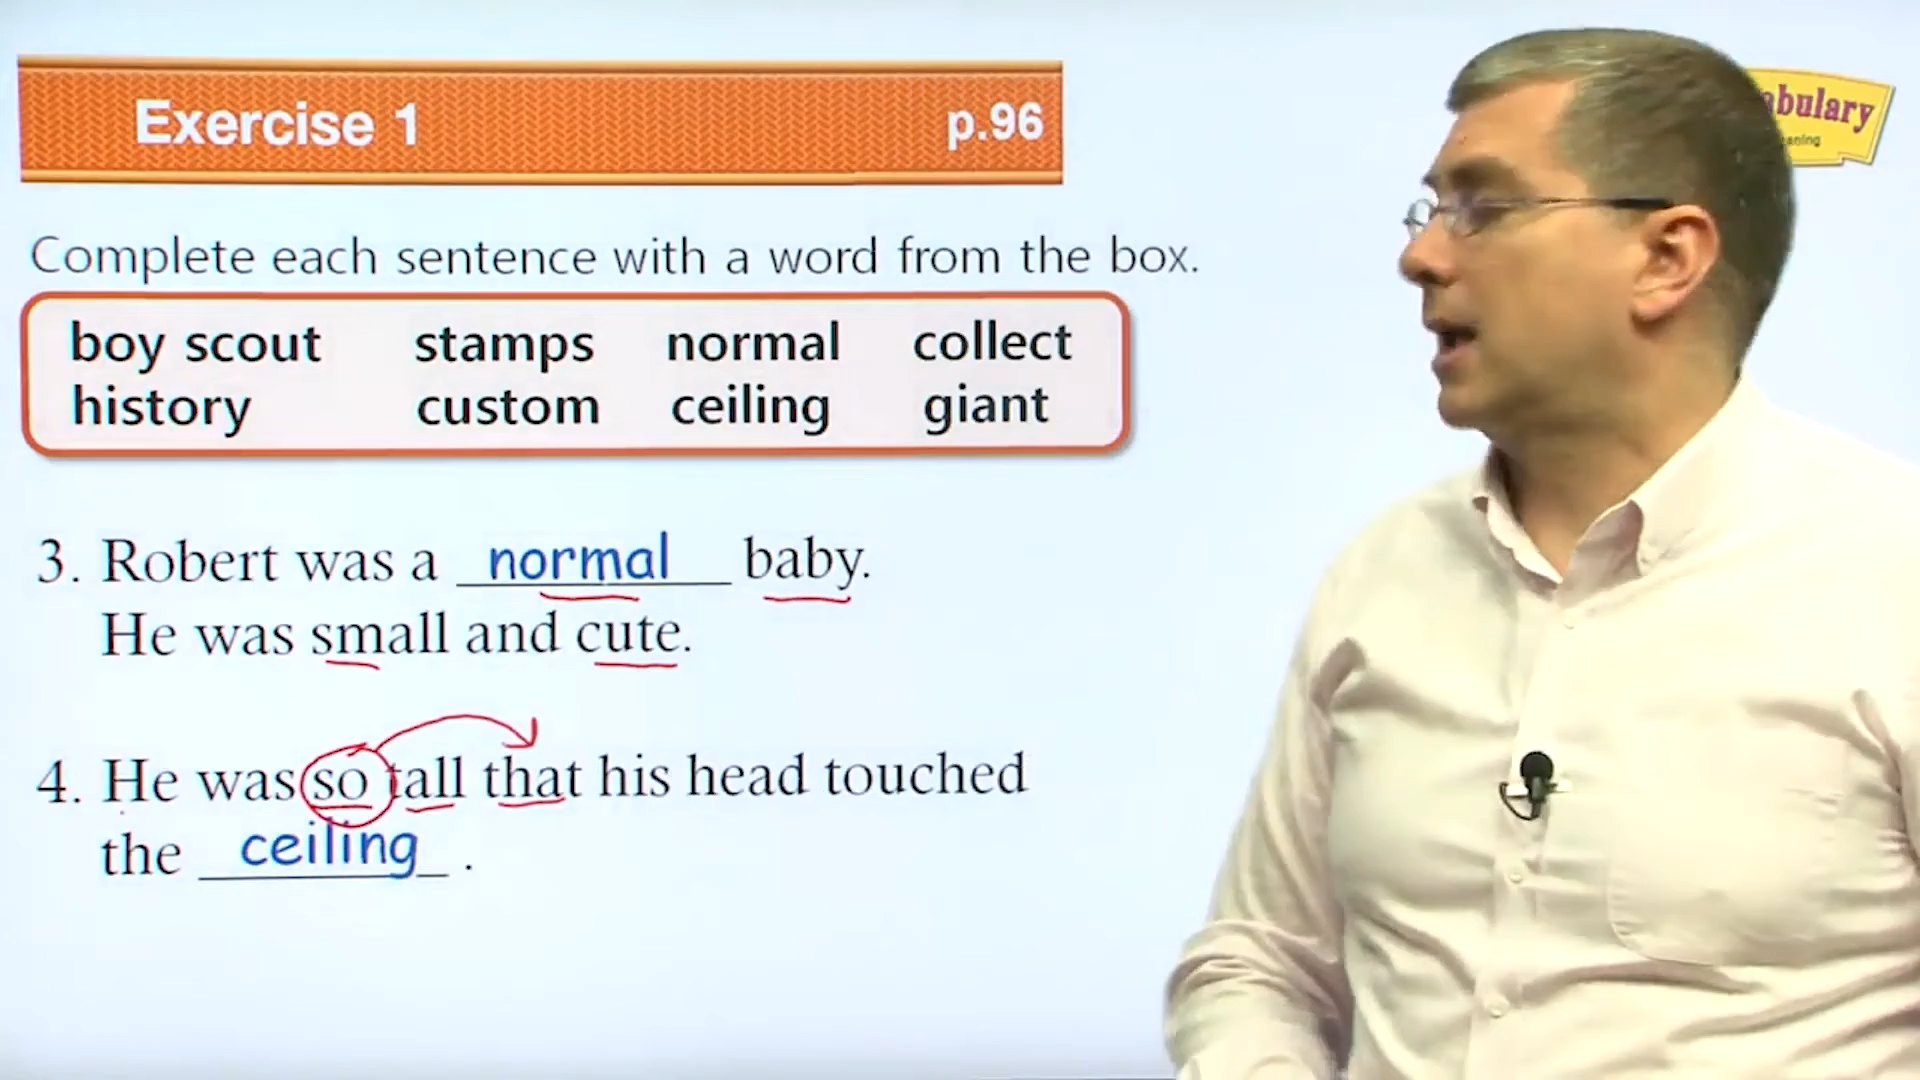 Exercise 1 p.96
abulary
Complete each sentence with a word from the box.
boy scout stamps normal collect
history custom ceiling giant
3. Robert was a normal baby.
He was small and cute.
4. He was so tall that his head touched
the ceiling .